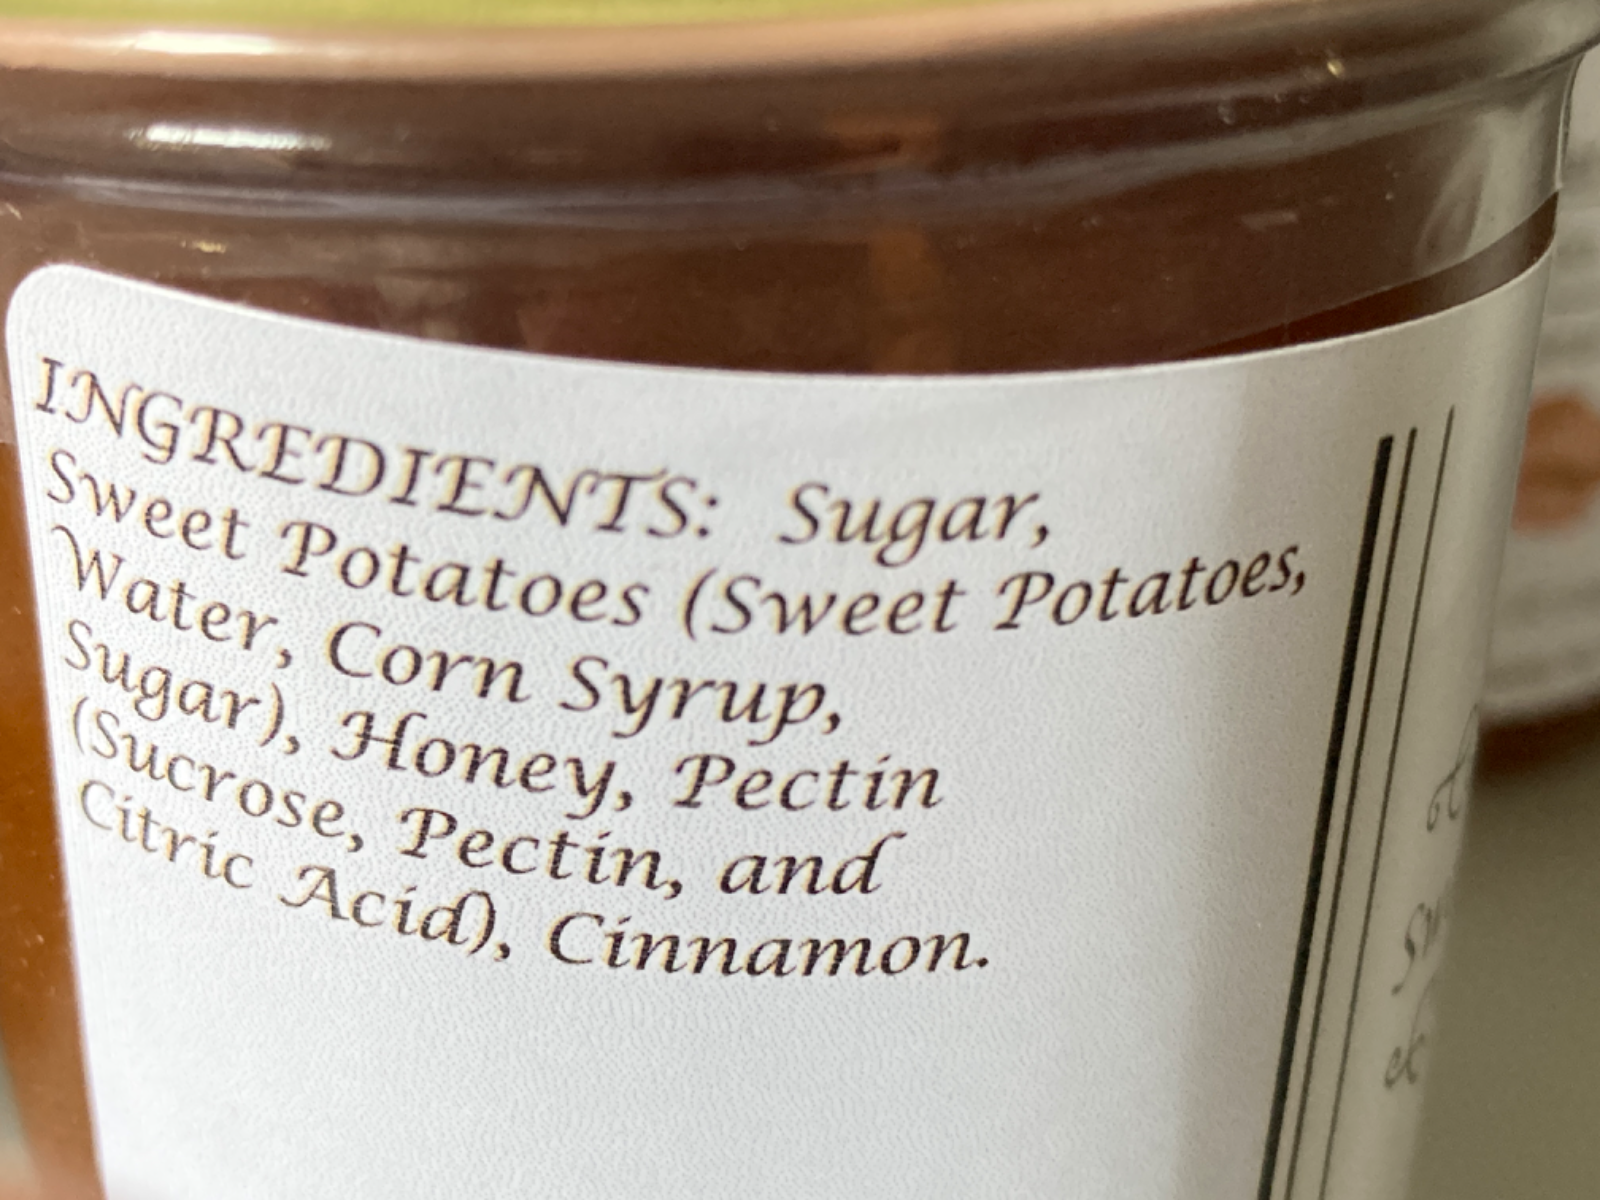 INGREDIENTS: Sugar,
Sweet Potatoes (Sweet Potatoes,
Water, Corn Syrup,
Sugar), Honey, Pectin
(Sucrose, Pectin, and
Citric Acid), Cinnamon.